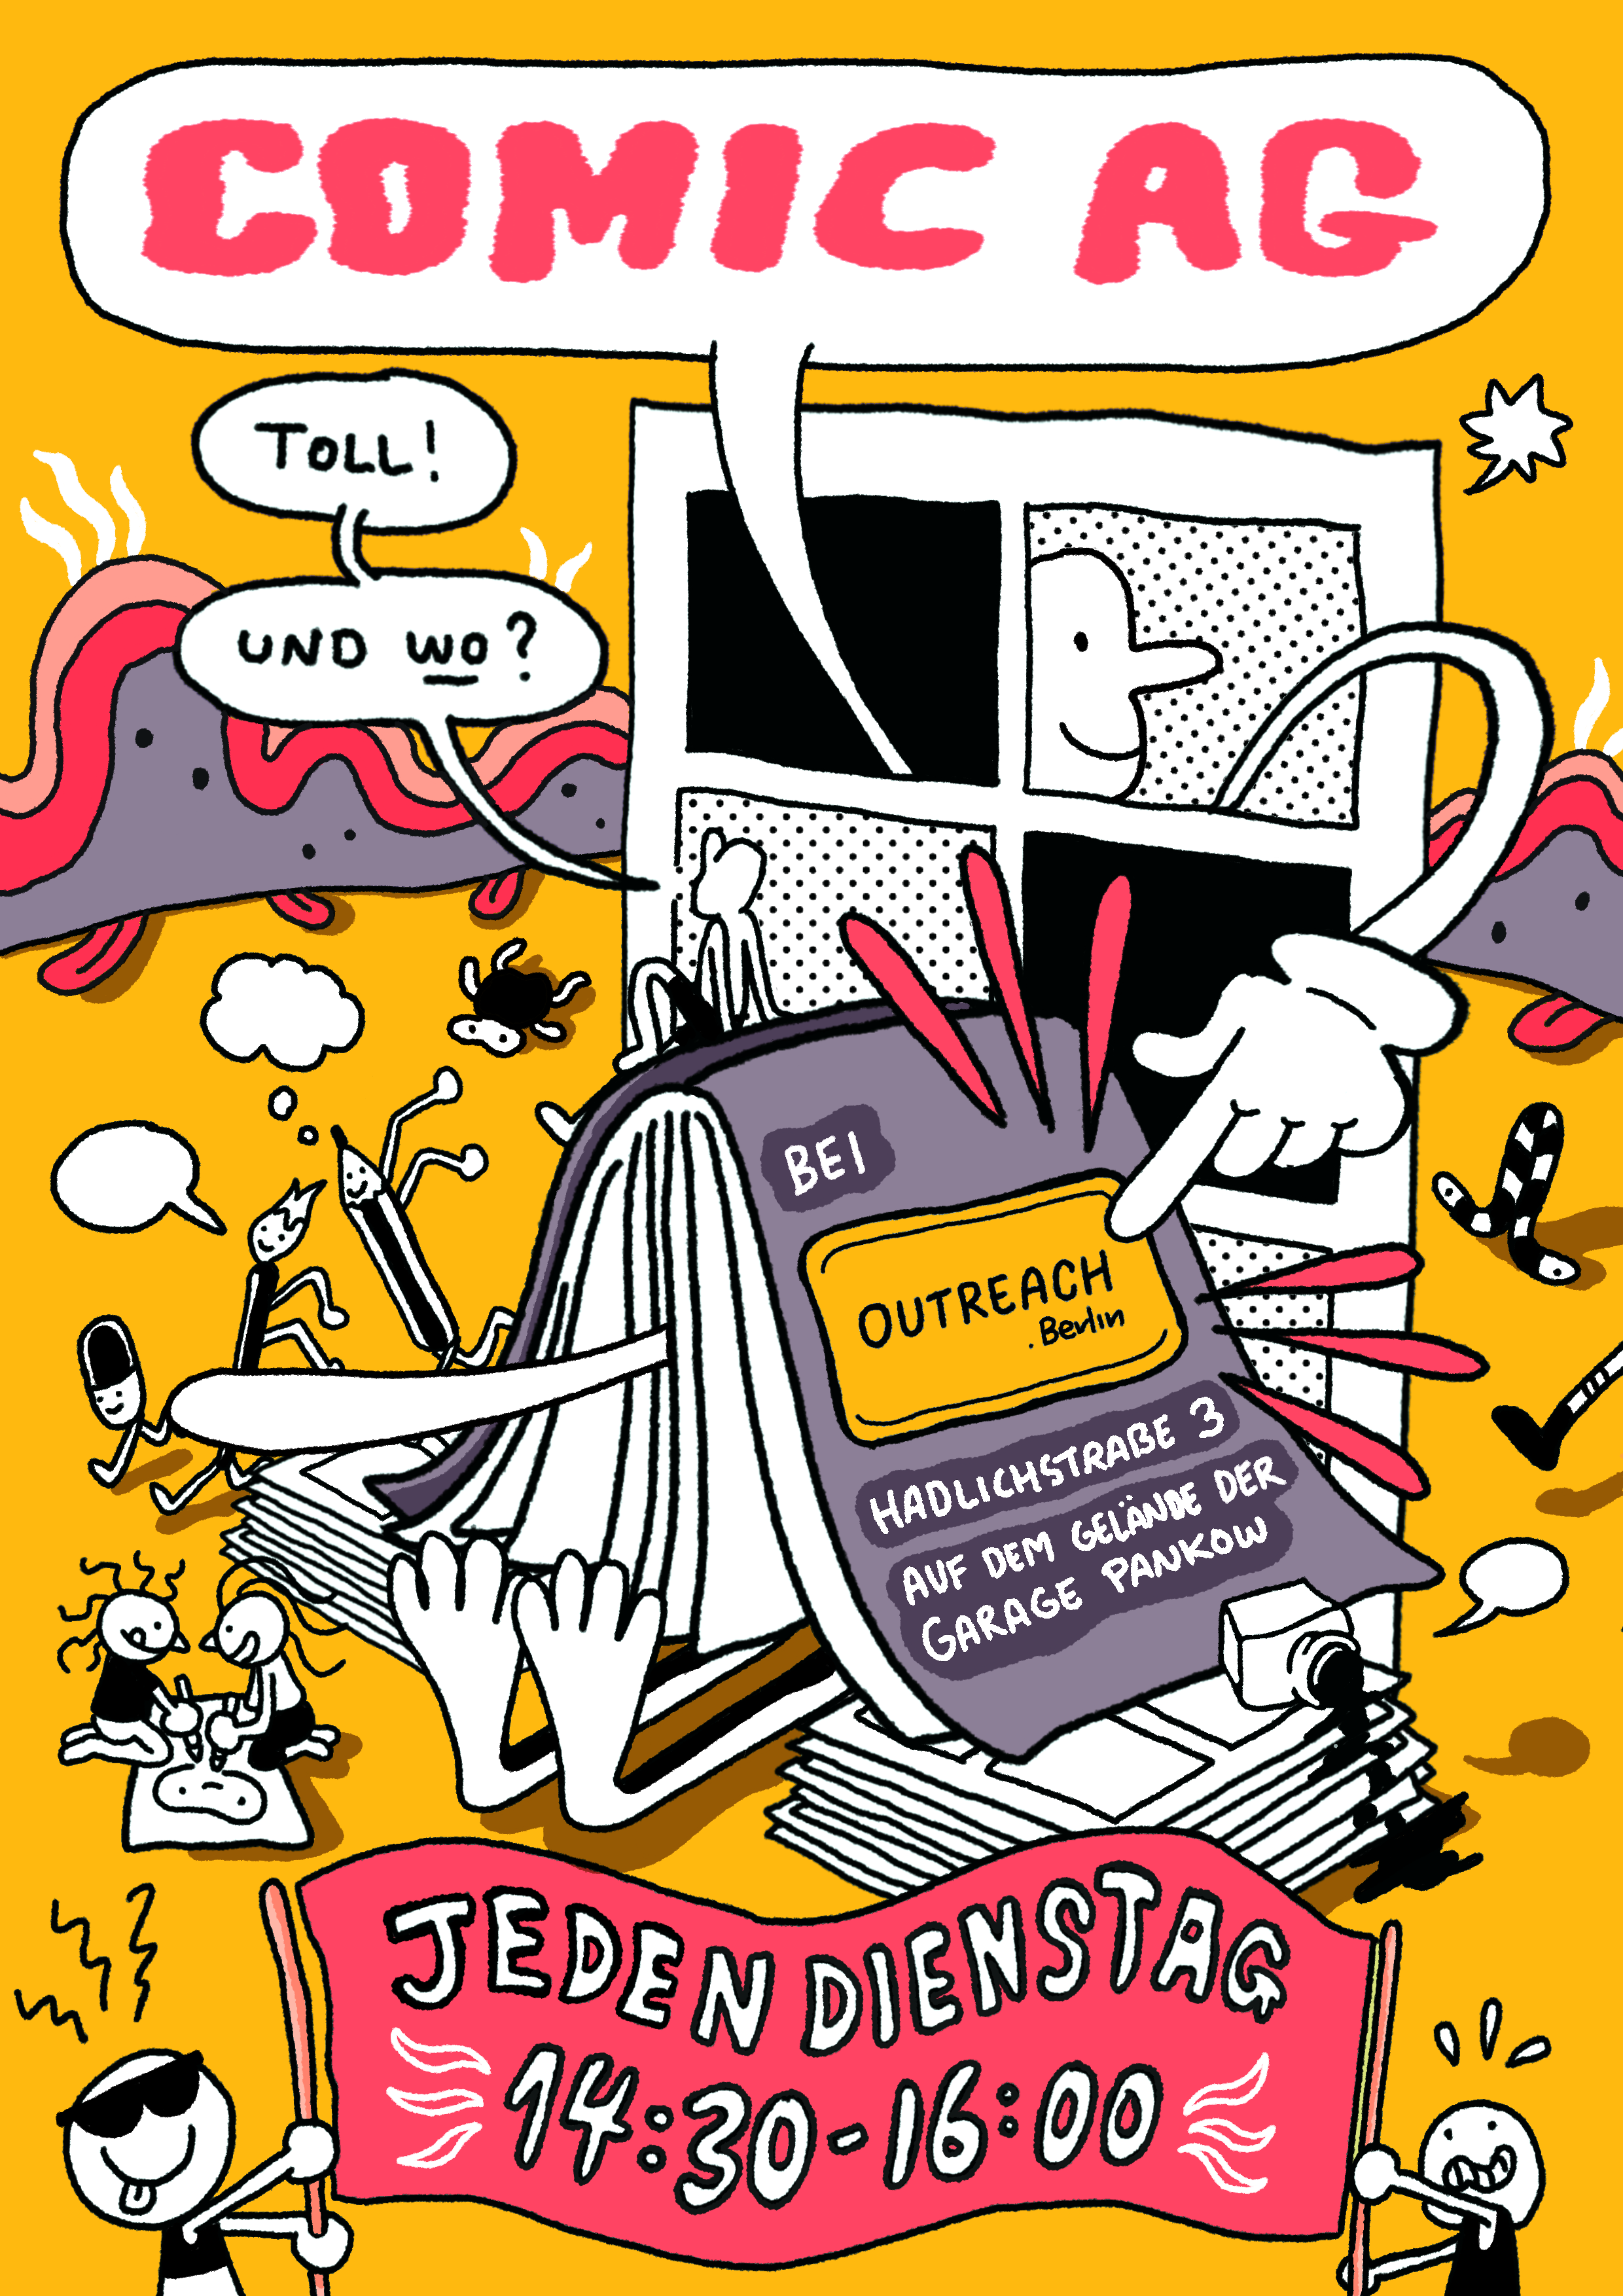 COMIC AG
TOLL!
UND WO?
BEI
OUTREACH
.Berlin
HADLICHSTRAßE 3
AUF DEM GELÄNDE DER
GARAGE PANKOW
JEDEN DIENSTAG
14:30-16:00